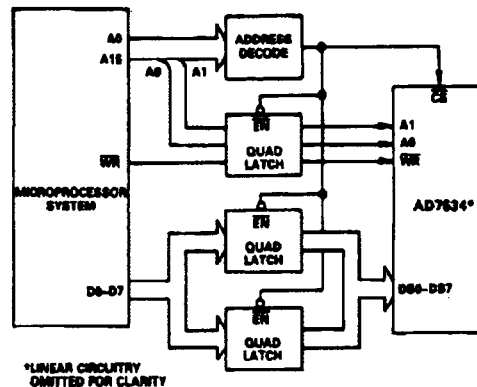 A0
A15
A0
A1
ADDRESS
DECODE
CS
EN
QUAD
LATCH
A1
A0
WR
WR
MICROPROCESSOR
SYSTEM
AD7534*
EN
QUAD
LATCH
D0–D7
DB0–DB7
EN
QUAD
LATCH
*LINEAR CIRCUITRY
OMITTED FOR CLARITY